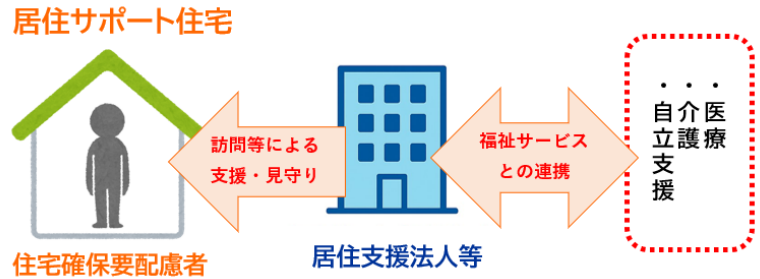 居住サポート住宅
訪問等による
支援・見守り
福祉サービス
との連携
・医療
・介護
・自立支援
住宅確保要配慮者
居住支援法人等